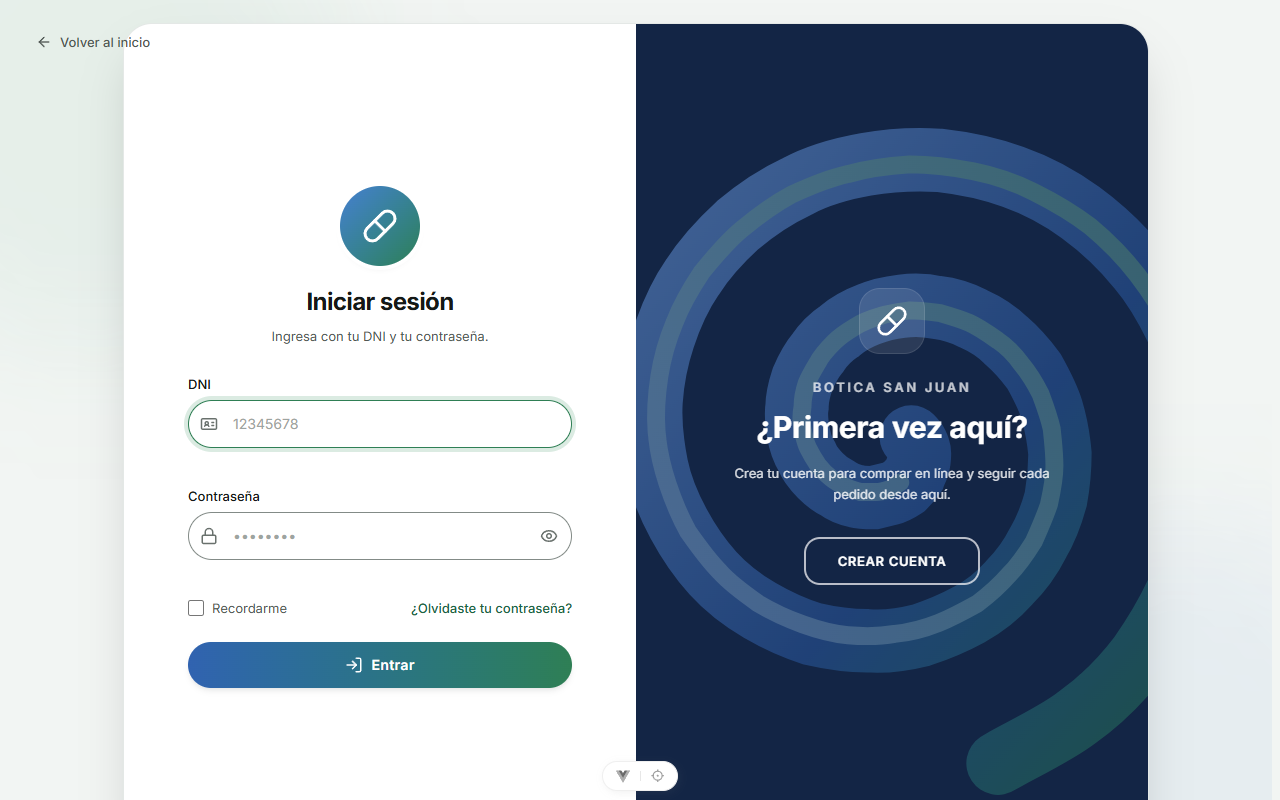 Volver al inicio
Iniciar sesión
Ingresa con tu DNI y tu contraseña.
DNI
12345678
Contraseña
••••••••
Recordarme
¿Olvidaste tu contraseña?
Entrar
BOTICA SAN JUAN
¿Primera vez aquí?
Crea tu cuenta para comprar en línea y seguir cada
pedido desde aquí.
CREAR CUENTA